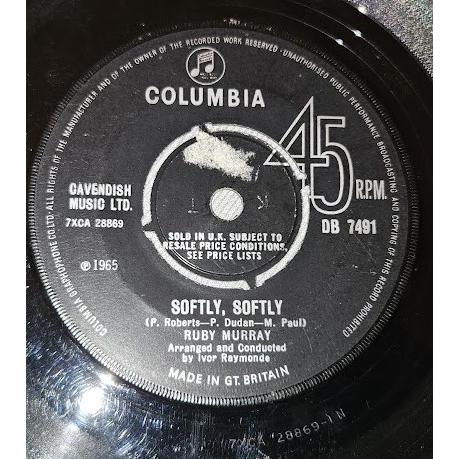 ALL RIGHTS OF THE MANUFACTURER AND OF THE OWNER OF THE RECORDED WORK RESERVED · UNAUTHORISED PUBLIC PERFORMANCE BROADCASTING AND COPYING OF THIS RECORD PROHIBITED
COLUMBIA GRAPHOPHONE CO LTD
COLUMBIA
45
R.P.M.
CAVENDISH
MUSIC LTD.
7XCA 28869
DB 7491
SOLD IN U.K. SUBJECT TO
RESALE PRICE CONDITIONS,
SEE PRICE LISTS
℗1965
SOFTLY, SOFTLY
(P. Roberts—P. Dudan—M. Paul)
RUBY MURRAY
Arranged and Conducted
by Ivor Raymonde
MADE IN GT. BRITAIN
7XCA 28869-1N